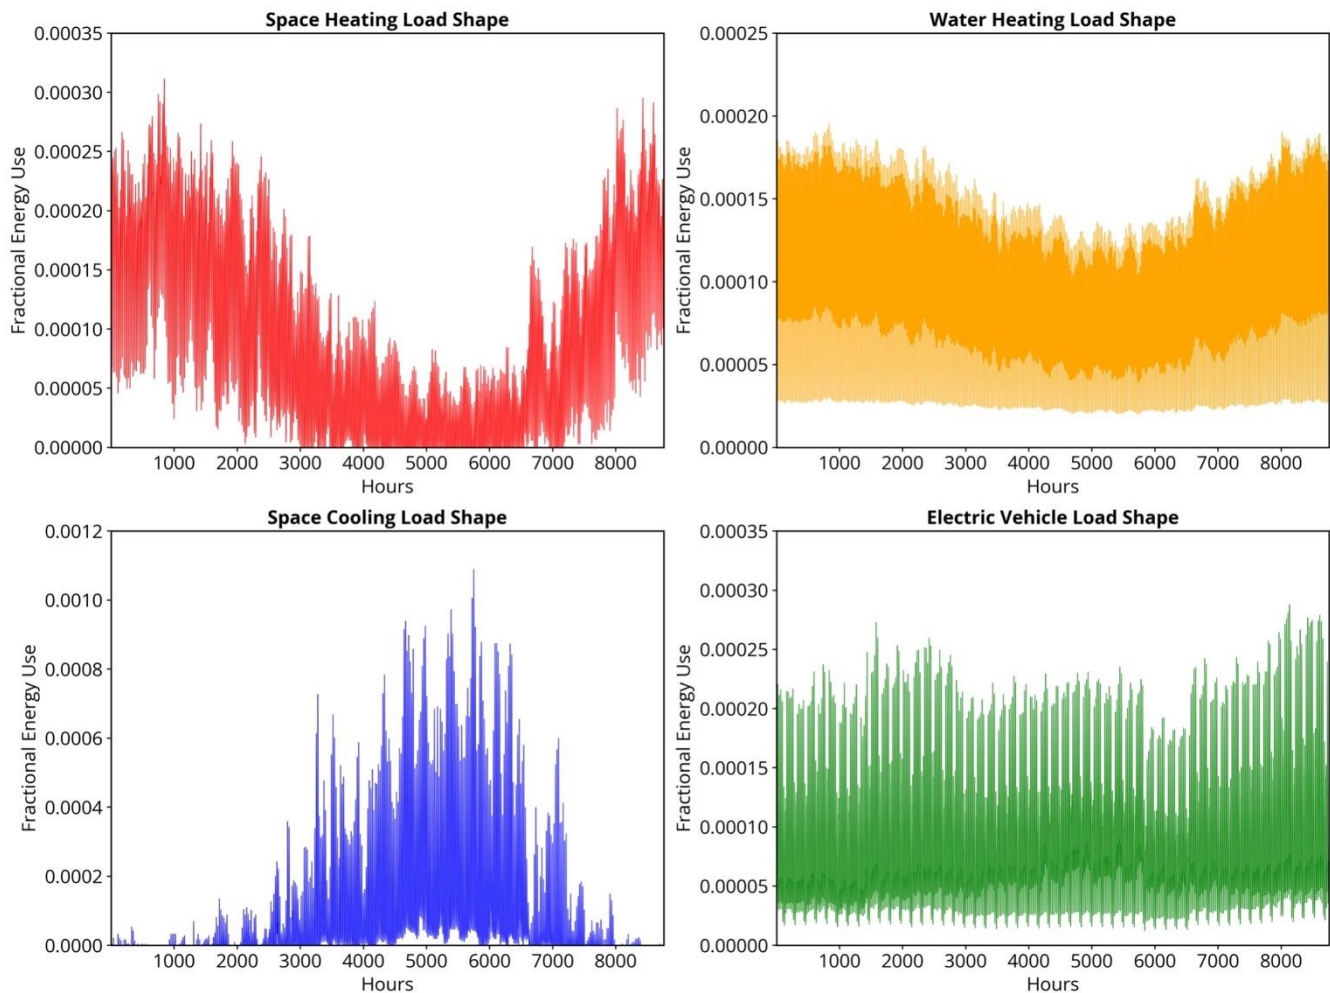 Space Heating Load Shape
0.00035
0.00030
0.00025
0.00020
0.00015
0.00010
0.00005
0.00000
Fractional Energy Use
1000 2000 3000 4000 5000 6000 7000 8000
Hours
Water Heating Load Shape
0.00025
0.00020
0.00015
0.00010
0.00005
0.00000
Fractional Energy Use
1000 2000 3000 4000 5000 6000 7000 8000
Hours
Space Cooling Load Shape
0.0012
0.0010
0.0008
0.0006
0.0004
0.0002
0.0000
Fractional Energy Use
1000 2000 3000 4000 5000 6000 7000 8000
Hours
Electric Vehicle Load Shape
0.00035
0.00030
0.00025
0.00020
0.00015
0.00010
0.00005
0.00000
Fractional Energy Use
1000 2000 3000 4000 5000 6000 7000 8000
Hours